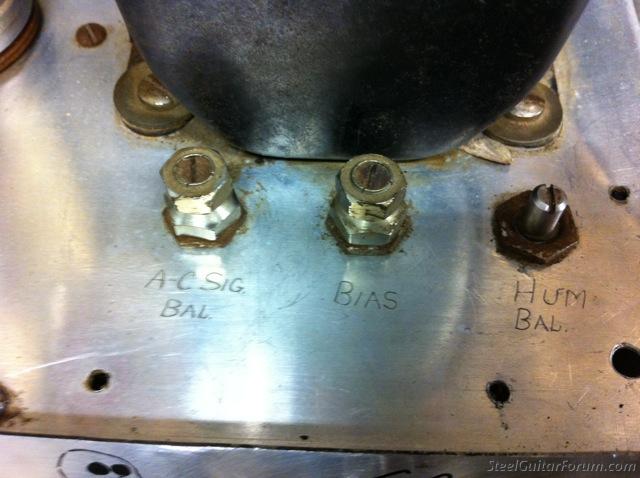 A-C SIG.
BAL.
BIAS
HUM
BAL.
SteelGuitarForum.com